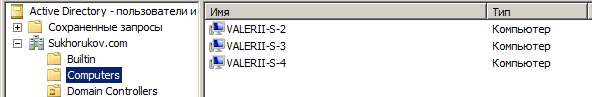 Active Directory - пользователи и
Сохраненные запросы
Sukhorukov.com
Builtin
Computers
Domain Controllers
Имя Тип
VALERII-S-2 Компьютер
VALERII-S-3 Компьютер
VALERII-S-4 Компьютер